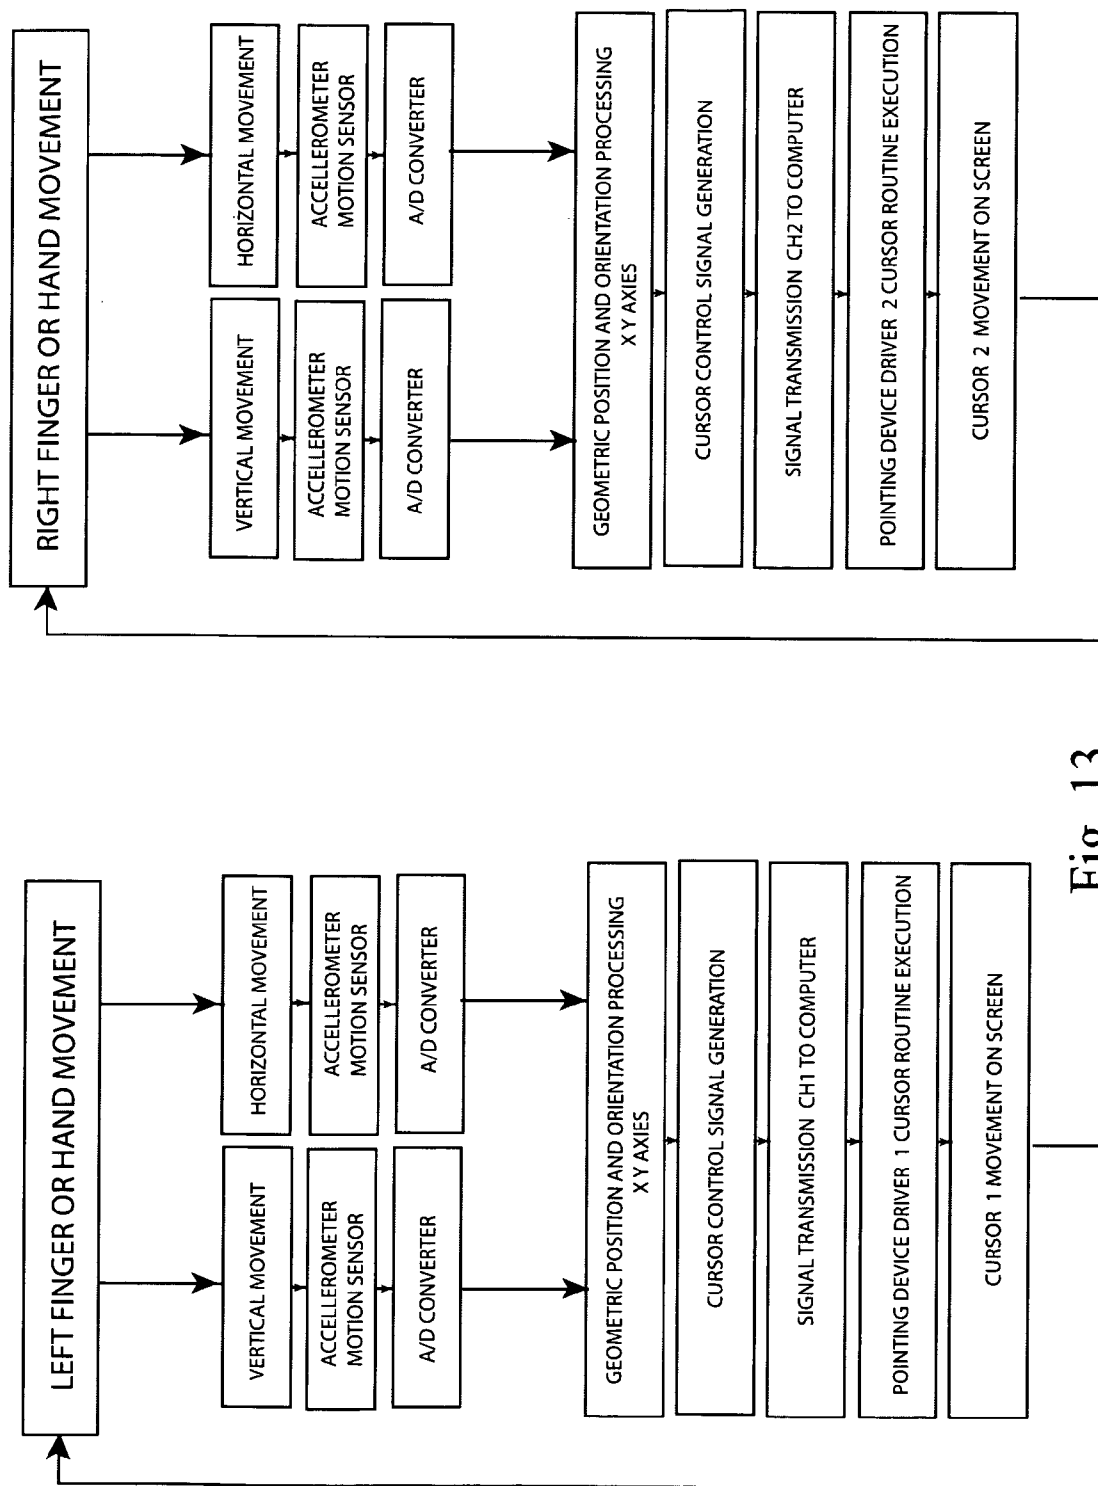 LEFT FINGER OR HAND MOVEMENT
VERTICAL MOVEMENT
ACCELLEROMETER
MOTION SENSOR
A/D CONVERTER
HORIZONTAL MOVEMENT
ACCELLEROMETER
MOTION SENSOR
A/D CONVERTER
GEOMETRIC POSITION AND ORIENTATION PROCESSING
X Y AXIES
CURSOR CONTROL SIGNAL GENERATION
SIGNAL TRANSMISSION CH1 TO COMPUTER
POINTING DEVICE DRIVER 1 CURSOR ROUTINE EXECUTION
CURSOR 1 MOVEMENT ON SCREEN
RIGHT FINGER OR HAND MOVEMENT
VERTICAL MOVEMENT
ACCELLEROMETER
MOTION SENSOR
A/D CONVERTER
HORIZONTAL MOVEMENT
ACCELLEROMETER
MOTION SENSOR
A/D CONVERTER
GEOMETRIC POSITION AND ORIENTATION PROCESSING
X Y AXIES
CURSOR CONTROL SIGNAL GENERATION
SIGNAL TRANSMISSION CH2 TO COMPUTER
POINTING DEVICE DRIVER 2 CURSOR ROUTINE EXECUTION
CURSOR 2 MOVEMENT ON SCREEN
Fig. 13